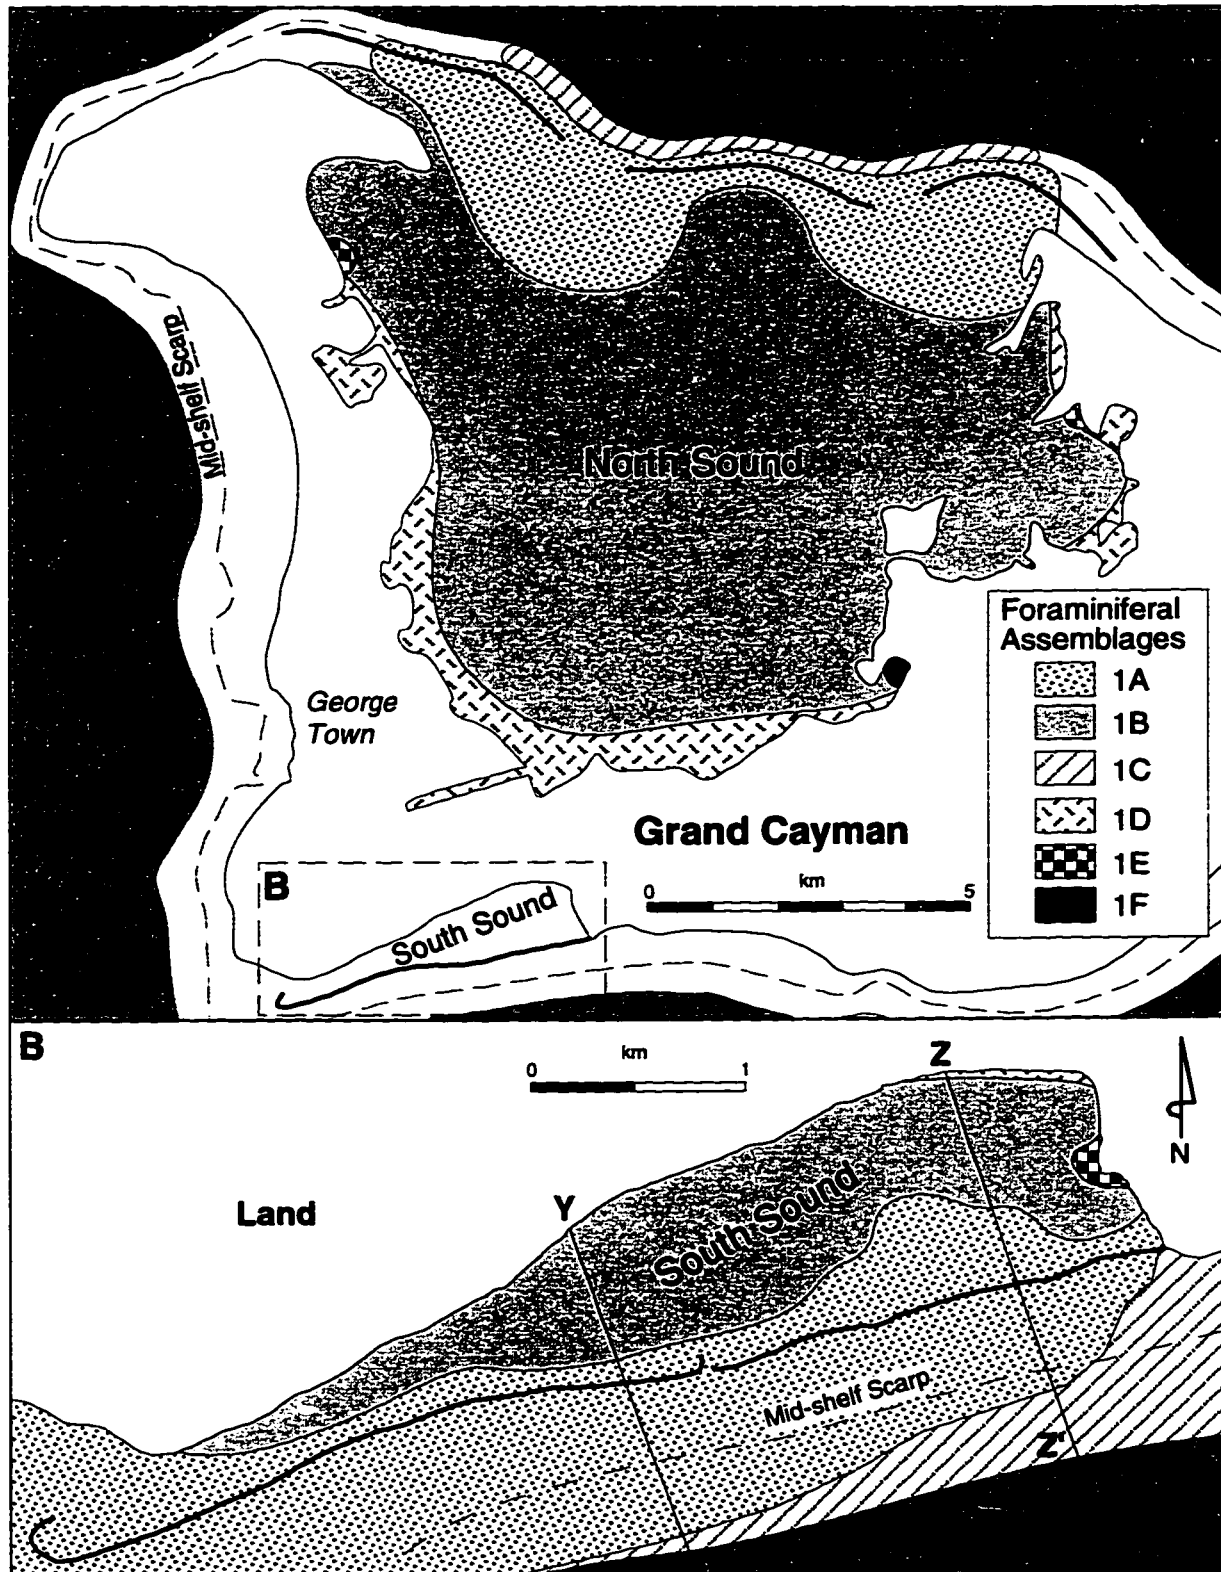 Mid-shelf Scarp
North Sound
George
Town
Foraminiferal
Assemblages
1A
1B
1C
1D
1E
1F
Grand Cayman
km
0 5
B
South Sound
B
km
0 1
Z
N
Y
Land
South Sound
Mid-shelf Scarp
Z'